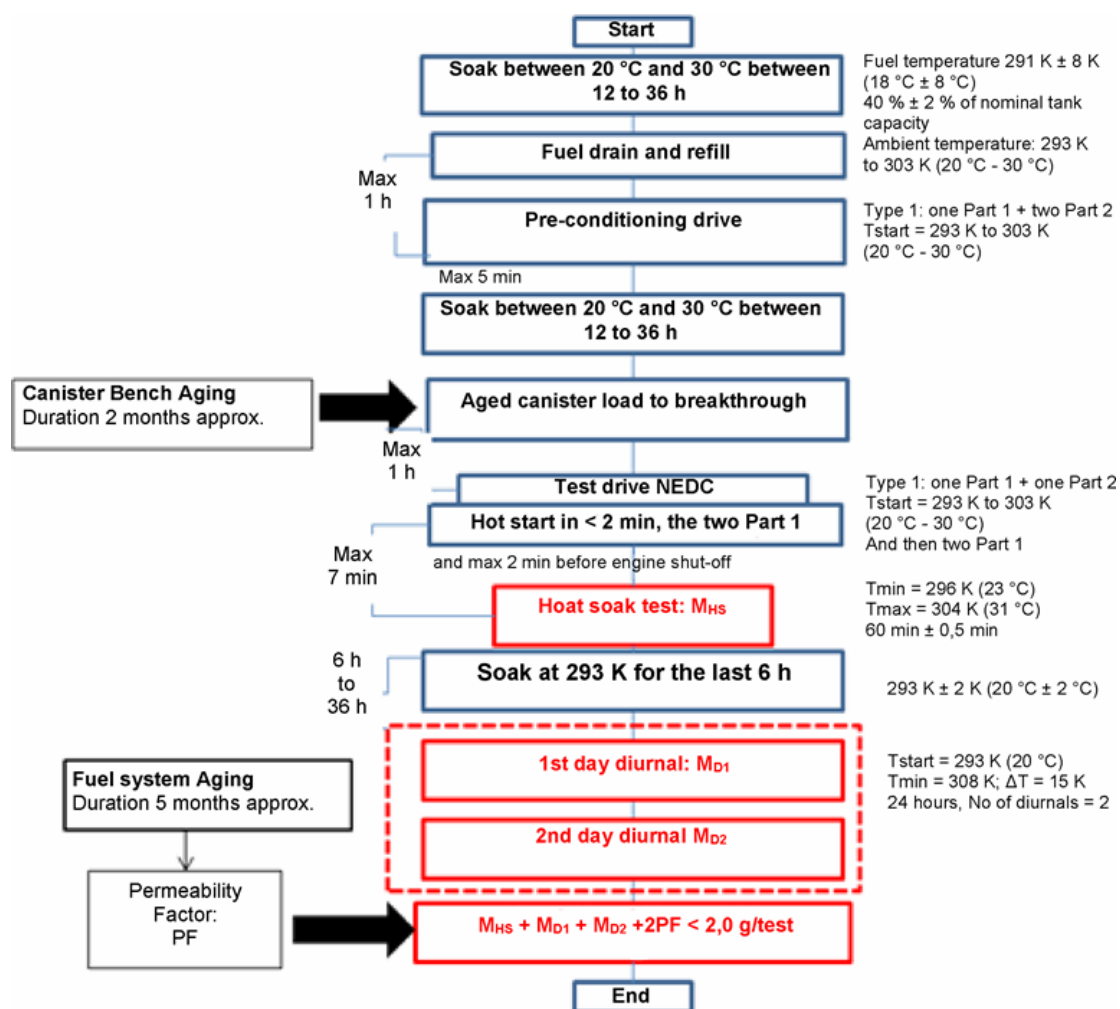 Start
Soak between 20 °C and 30 °C between
12 to 36 h
Fuel temperature 291 K ± 8 K
(18 °C ± 8 °C)
40 % ± 2 % of nominal tank
capacity
Ambient temperature: 293 K
to 303 K (20 °C - 30 °C)
Fuel drain and refill
Max
1 h
Pre-conditioning drive
Type 1: one Part 1 + two Part 2
Tstart = 293 K to 303 K
(20 °C - 30 °C)
Max 5 min
Soak between 20 °C and 30 °C between
12 to 36 h
Canister Bench Aging
Duration 2 months approx.
Aged canister load to breakthrough
Max
1 h
Test drive NEDC
Hot start in < 2 min, the two Part 1
Type 1: one Part 1 + one Part 2
Tstart = 293 K to 303 K
(20 °C - 30 °C)
And then two Part 1
and max 2 min before engine shut-off
Max
7 min
Hoat soak test: MHS
Tmin = 296 K (23 °C)
Tmax = 304 K (31 °C)
60 min ± 0,5 min
6 h
to
36 h
Soak at 293 K for the last 6 h
293 K ± 2 K (20 °C ± 2 °C)
1st day diurnal: MD1
Tstart = 293 K (20 °C)
Tmin = 308 K; ΔT = 15 K
24 hours, No of diurnals = 2
Fuel system Aging
Duration 5 months approx.
2nd day diurnal MD2
Permeability
Factor:
PF
MHS + MD1 + MD2 +2PF < 2,0 g/test
End